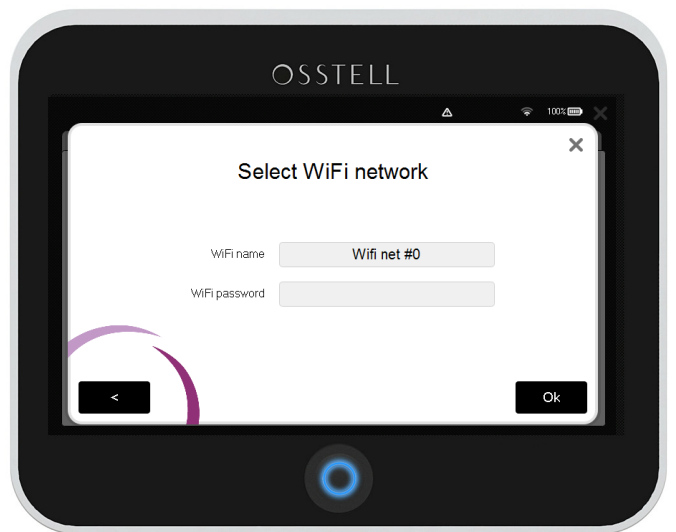 OSSTELL
100%
Select WiFi network
WiFi name
Wifi net #0
WiFi password
<
Ok